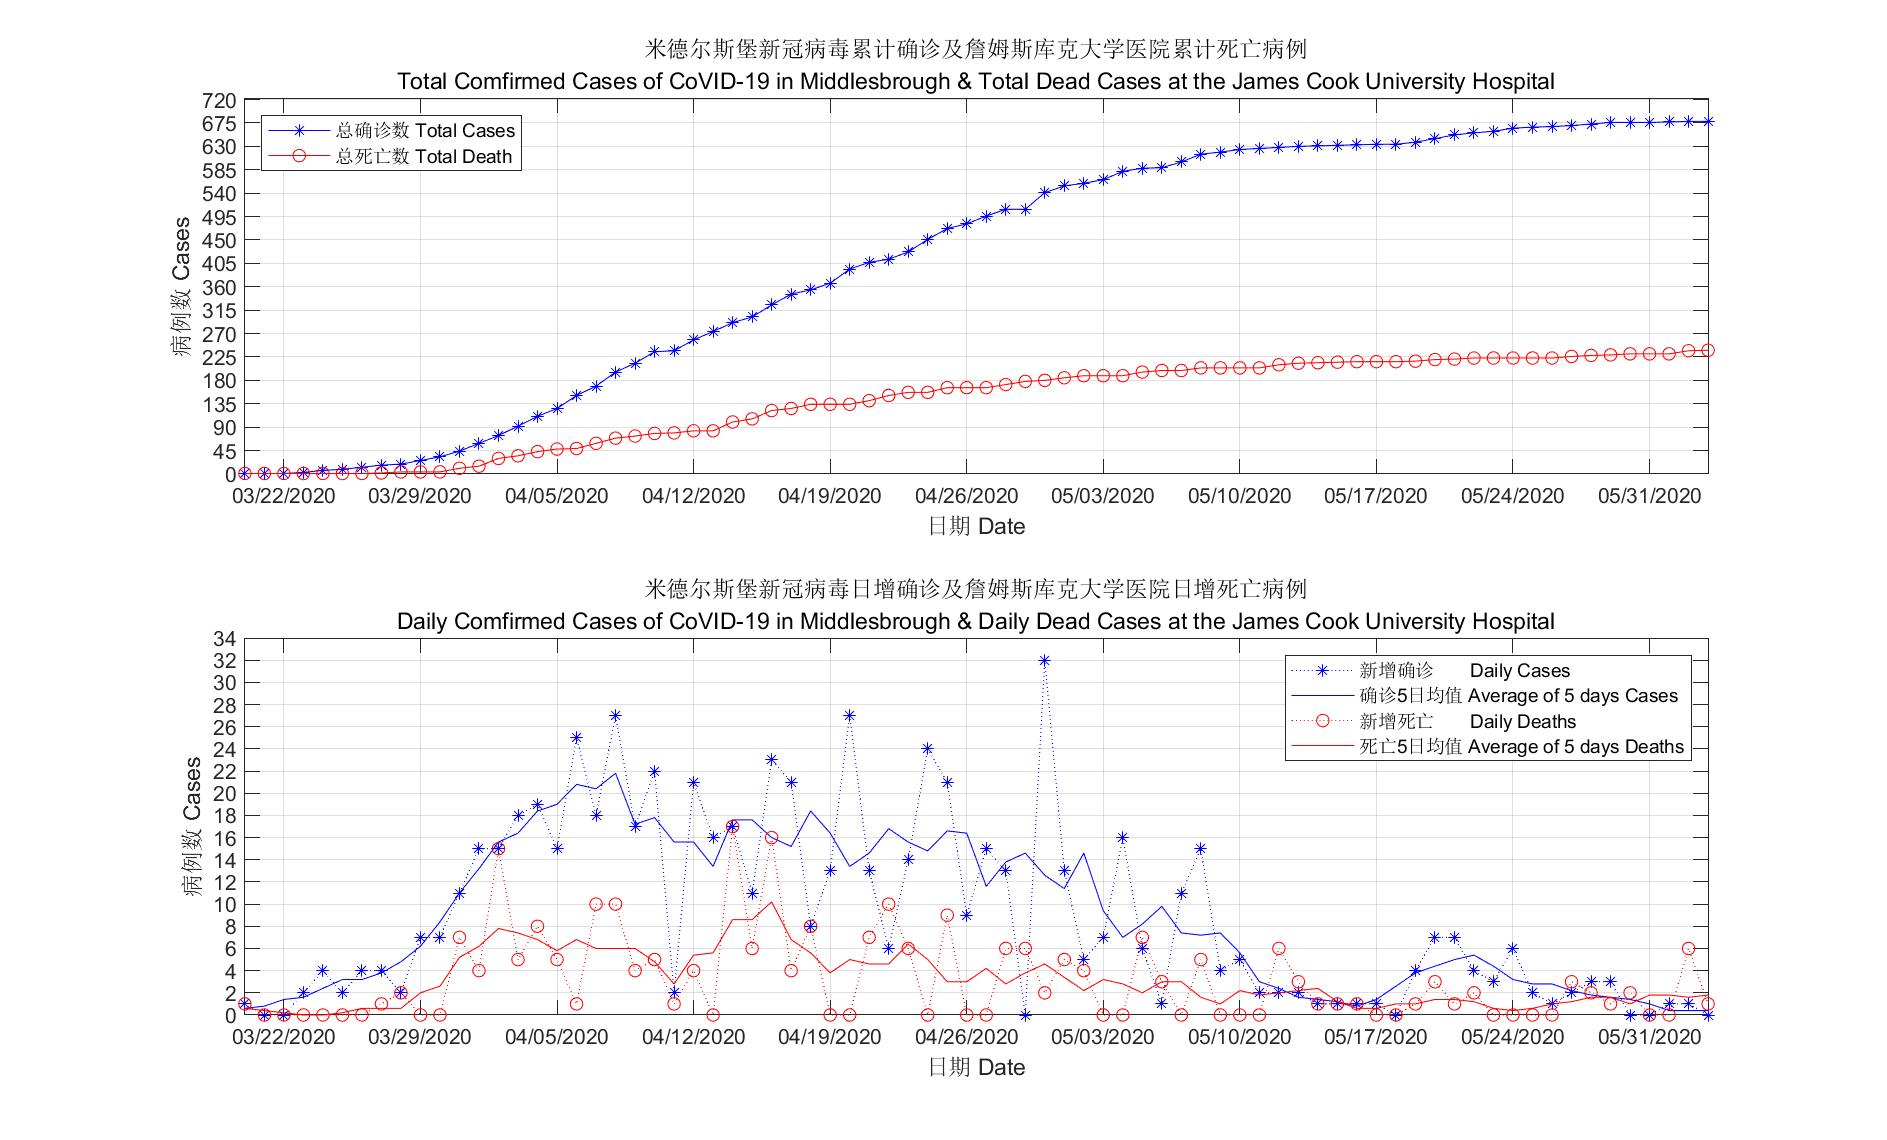 米德尔斯堡新冠病毒累计确诊及詹姆斯库克大学医院累计死亡病例
Total Comfirmed Cases of CoVID-19 in Middlesbrough & Total Dead Cases at the James Cook University Hospital
720
675
630
585
540
495
450
405
360
315
270
225
180
135
90
45
0
病例数 Cases
总确诊数 Total Cases
总死亡数 Total Death
03/22/2020 03/29/2020 04/05/2020 04/12/2020 04/19/2020 04/26/2020 05/03/2020 05/10/2020 05/17/2020 05/24/2020 05/31/2020
日期 Date
米德尔斯堡新冠病毒日增确诊及詹姆斯库克大学医院日增死亡病例
Daily Comfirmed Cases of CoVID-19 in Middlesbrough & Daily Dead Cases at the James Cook University Hospital
34
32
30
28
26
24
22
20
18
16
14
12
10
8
6
4
2
0
病例数 Cases
新增确诊 Daily Cases
确诊5日均值 Average of 5 days Cases
新增死亡 Daily Deaths
死亡5日均值 Average of 5 days Deaths
03/22/2020 03/29/2020 04/05/2020 04/12/2020 04/19/2020 04/26/2020 05/03/2020 05/10/2020 05/17/2020 05/24/2020 05/31/2020
日期 Date